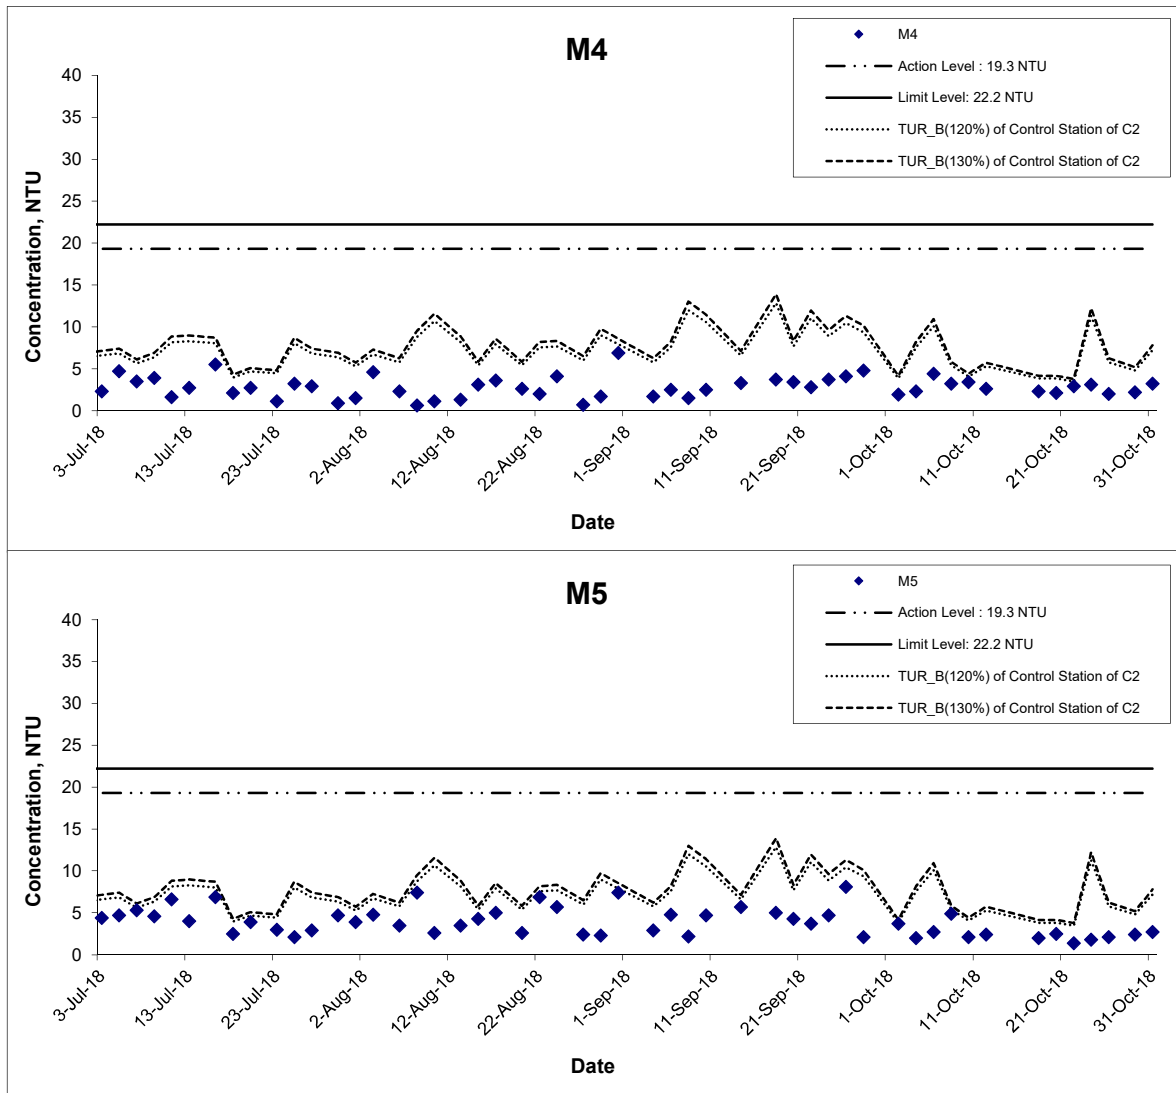 M4
M4
Action Level : 19.3 NTU
Limit Level: 22.2 NTU
TUR_B(120%) of Control Station of C2
TUR_B(130%) of Control Station of C2
Concentration, NTU
40
35
30
25
20
15
10
5
0
3-Jul-18
13-Jul-18
23-Jul-18
2-Aug-18
12-Aug-18
22-Aug-18
1-Sep-18
11-Sep-18
21-Sep-18
1-Oct-18
11-Oct-18
21-Oct-18
31-Oct-18
Date
M5
M5
Action Level : 19.3 NTU
Limit Level: 22.2 NTU
TUR_B(120%) of Control Station of C2
TUR_B(130%) of Control Station of C2
Concentration, NTU
40
35
30
25
20
15
10
5
0
3-Jul-18
13-Jul-18
23-Jul-18
2-Aug-18
12-Aug-18
22-Aug-18
1-Sep-18
11-Sep-18
21-Sep-18
1-Oct-18
11-Oct-18
21-Oct-18
31-Oct-18
Date